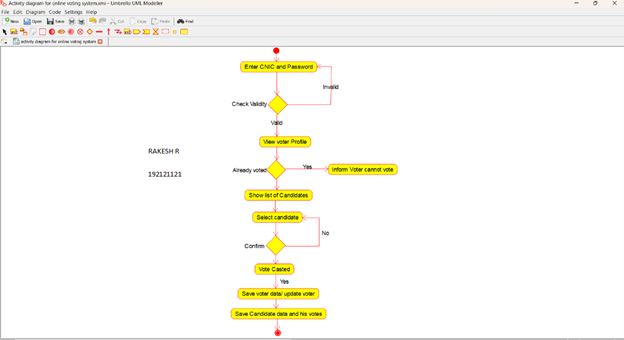 Activity diagram for online voting system.xmi - Umbrello UML Modeller
File Edit Diagram Code Settings Help
New Open Save Undo Redo Cut Copy Paste Find
activity diagram for online voting system
Enter CNIC and Password
Invalid
Check Validity
Valid
View voter Profile
RAKESH R
Already voted
Yes
Inform Voter cannot vote
192121121
Show list of Candidates
Select candidate
No
Confirm
Vote Casted
Yes
Save voter data/ update voter
Save Candidate data and his votes